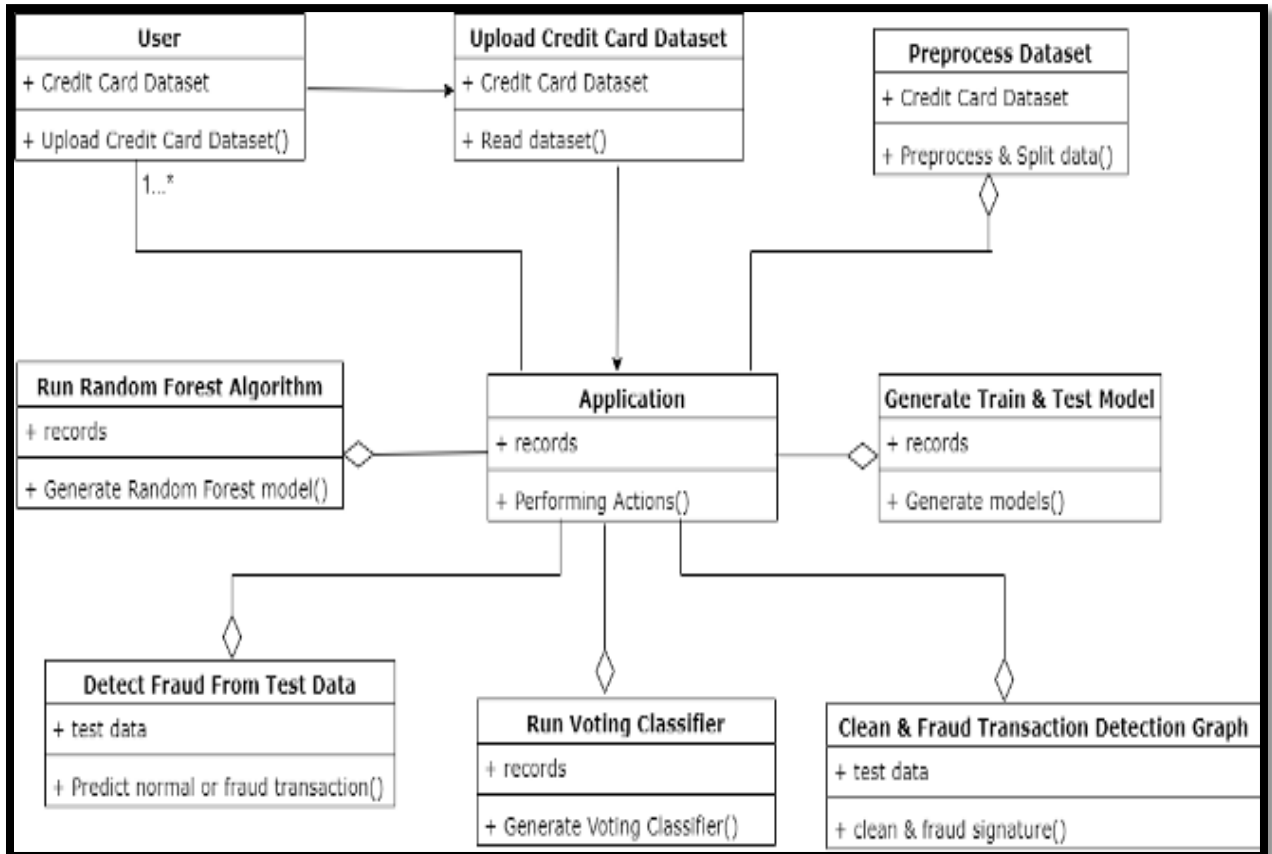 User
+ Credit Card Dataset
+ Upload Credit Card Dataset()
1...*
Upload Credit Card Dataset
+ Credit Card Dataset
+ Read dataset()
Preprocess Dataset
+ Credit Card Dataset
+ Preprocess & Split data()
Run Random Forest Algorithm
+ records
+ Generate Random Forest model()
Application
+ records
+ Performing Actions()
Generate Train & Test Model
+ records
+ Generate models()
Detect Fraud From Test Data
+ test data
+ Predict normal or fraud transaction()
Run Voting Classifier
+ records
+ Generate Voting Classifier()
Clean & Fraud Transaction Detection Graph
+ test data
+ clean & fraud signature()